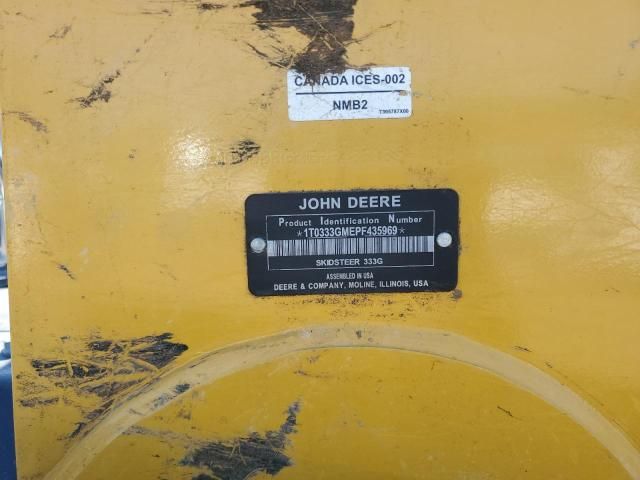 CANADA ICES-002
NMB2
JOHN DEERE
Product Identification Number
*1T0333GMEPF435969*
SKIDSTEER 333G
ASSEMBLED IN USA
DEERE & COMPANY, MOLINE, ILLINOIS, USA